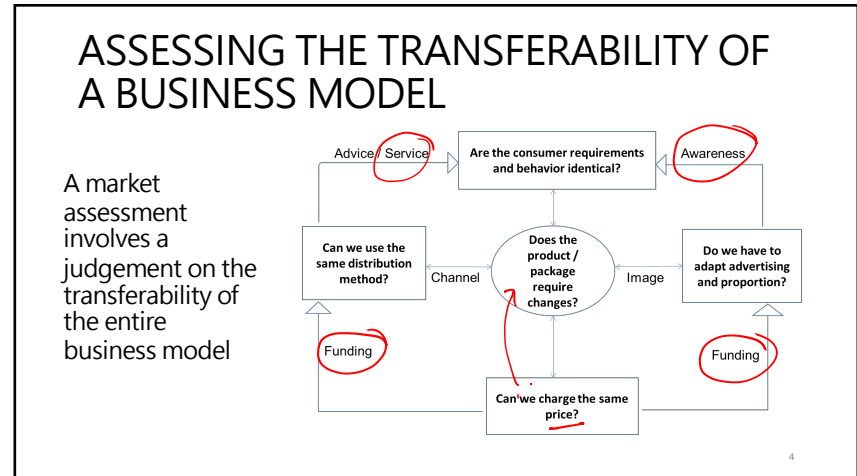 ASSESSING THE TRANSFERABILITY OF
A BUSINESS MODEL
A market
assessment
involves a
judgement on the
transferability of
the entire
business model
Advice / Service
Are the consumer requirements
and behavior identical?
Awareness
Can we use the
same distribution
method?
Channel
Does the
product /
package
require
changes?
Image
Do we have to
adapt advertising
and proportion?
Funding
Funding
Can we charge the same
price?
4